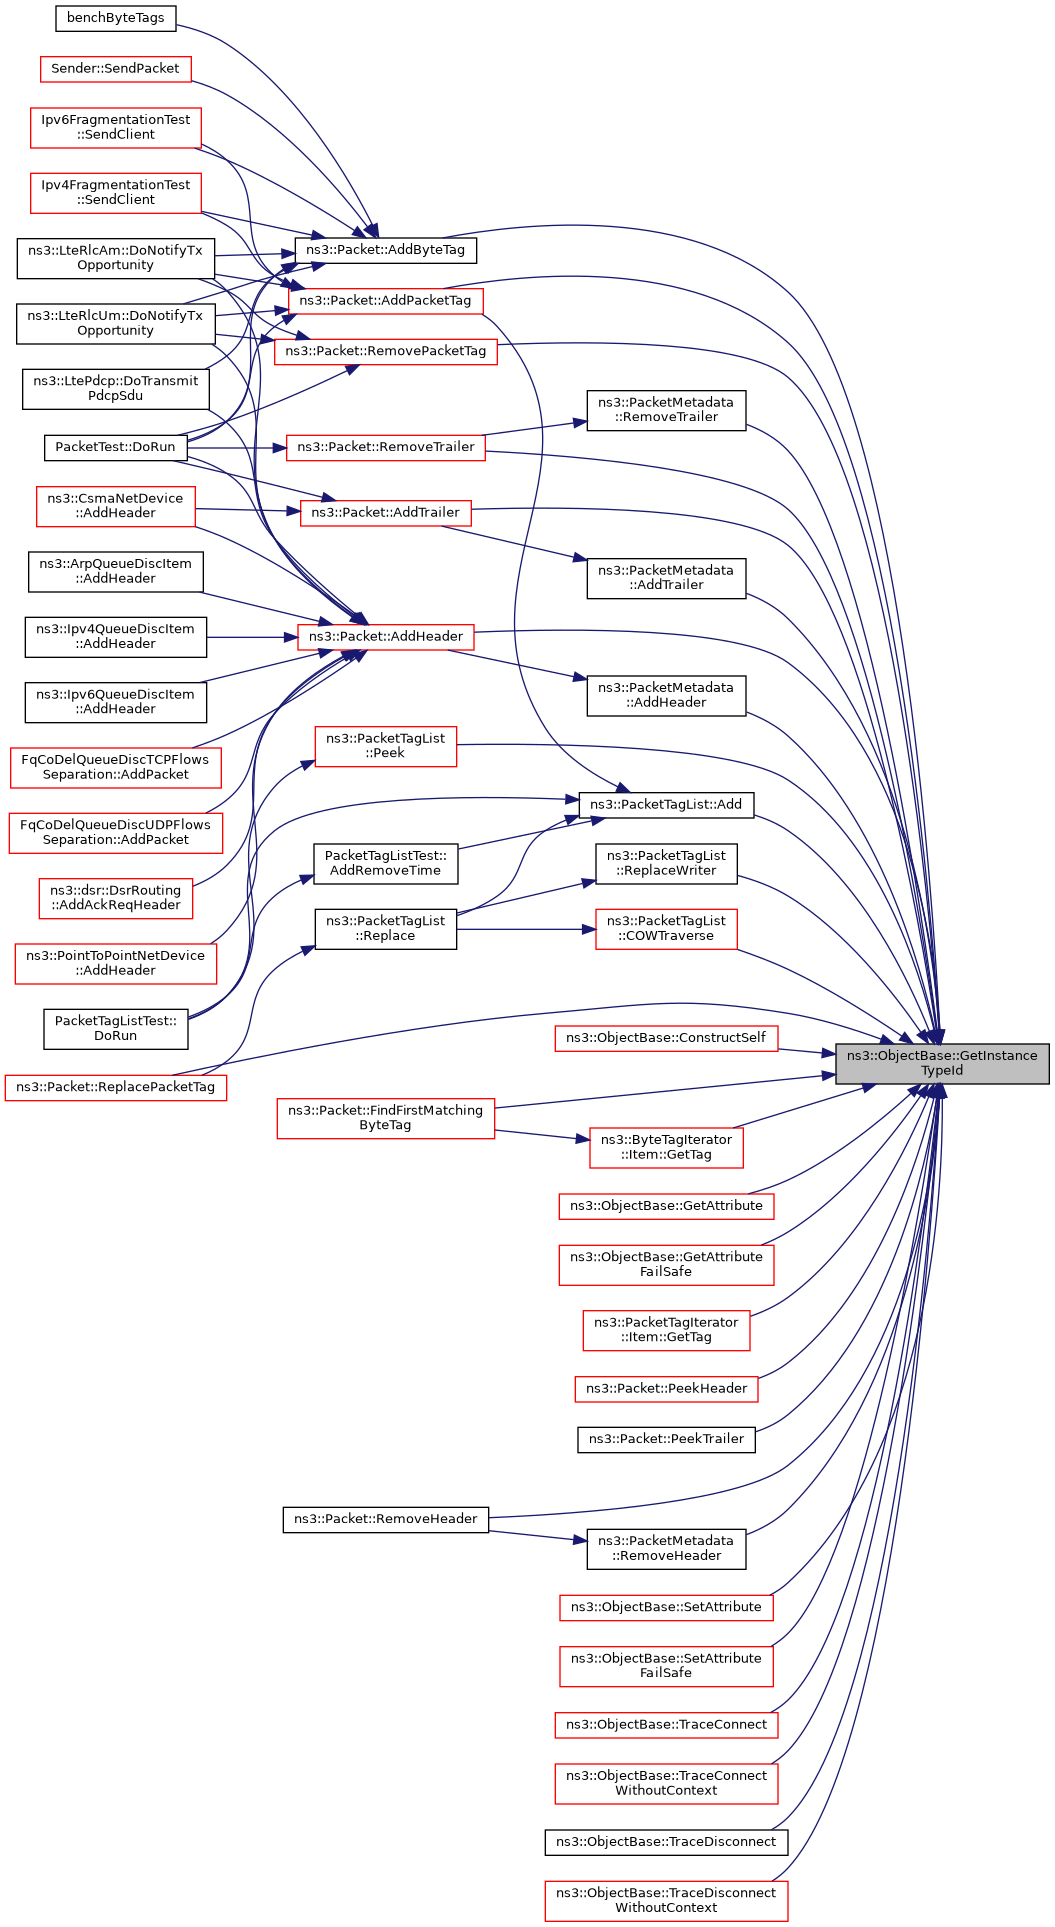 benchByteTags
Sender::SendPacket
Ipv6FragmentationTest
::SendClient
Ipv4FragmentationTest
::SendClient
ns3::LteRlcAm::DoNotifyTx
Opportunity
ns3::LteRlcUm::DoNotifyTx
Opportunity
ns3::LtePdcp::DoTransmit
PdcpSdu
PacketTest::DoRun
ns3::CsmaNetDevice
::AddHeader
ns3::ArpQueueDiscItem
::AddHeader
ns3::Ipv4QueueDiscItem
::AddHeader
ns3::Ipv6QueueDiscItem
::AddHeader
FqCoDelQueueDiscTCPFlows
Separation::AddPacket
FqCoDelQueueDiscUDPFlows
Separation::AddPacket
ns3::dsr::DsrRouting
::AddAckReqHeader
ns3::PointToPointNetDevice
::AddHeader
PacketTagListTest::
DoRun
ns3::Packet::ReplacePacketTag
ns3::Packet::AddByteTag
ns3::Packet::AddPacketTag
ns3::Packet::RemovePacketTag
ns3::Packet::RemoveTrailer
ns3::Packet::AddTrailer
ns3::Packet::AddHeader
ns3::PacketTagList
::Peek
PacketTagListTest::
AddRemoveTime
ns3::PacketTagList
::Replace
ns3::Packet::FindFirstMatching
ByteTag
ns3::Packet::RemoveHeader
ns3::PacketMetadata
::RemoveTrailer
ns3::PacketMetadata
::AddTrailer
ns3::PacketMetadata
::AddHeader
ns3::PacketTagList::Add
ns3::PacketTagList
::ReplaceWriter
ns3::PacketTagList
::COWTraverse
ns3::ObjectBase::ConstructSelf
ns3::ByteTagIterator
::Item::GetTag
ns3::ObjectBase::GetAttribute
ns3::ObjectBase::GetAttribute
FailSafe
ns3::PacketTagIterator
::Item::GetTag
ns3::Packet::PeekHeader
ns3::Packet::PeekTrailer
ns3::PacketMetadata
::RemoveHeader
ns3::ObjectBase::SetAttribute
ns3::ObjectBase::SetAttribute
FailSafe
ns3::ObjectBase::TraceConnect
ns3::ObjectBase::TraceConnect
WithoutContext
ns3::ObjectBase::TraceDisconnect
ns3::ObjectBase::TraceDisconnect
WithoutContext
ns3::ObjectBase::GetInstance
TypeId